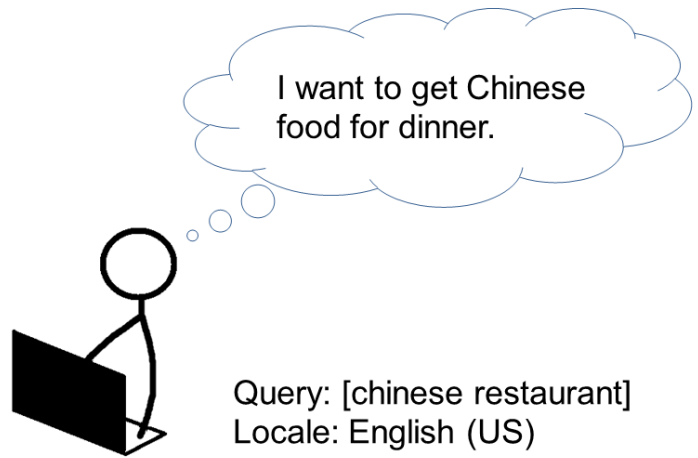 I want to get Chinese
food for dinner.
Query: [chinese restaurant]
Locale: English (US)